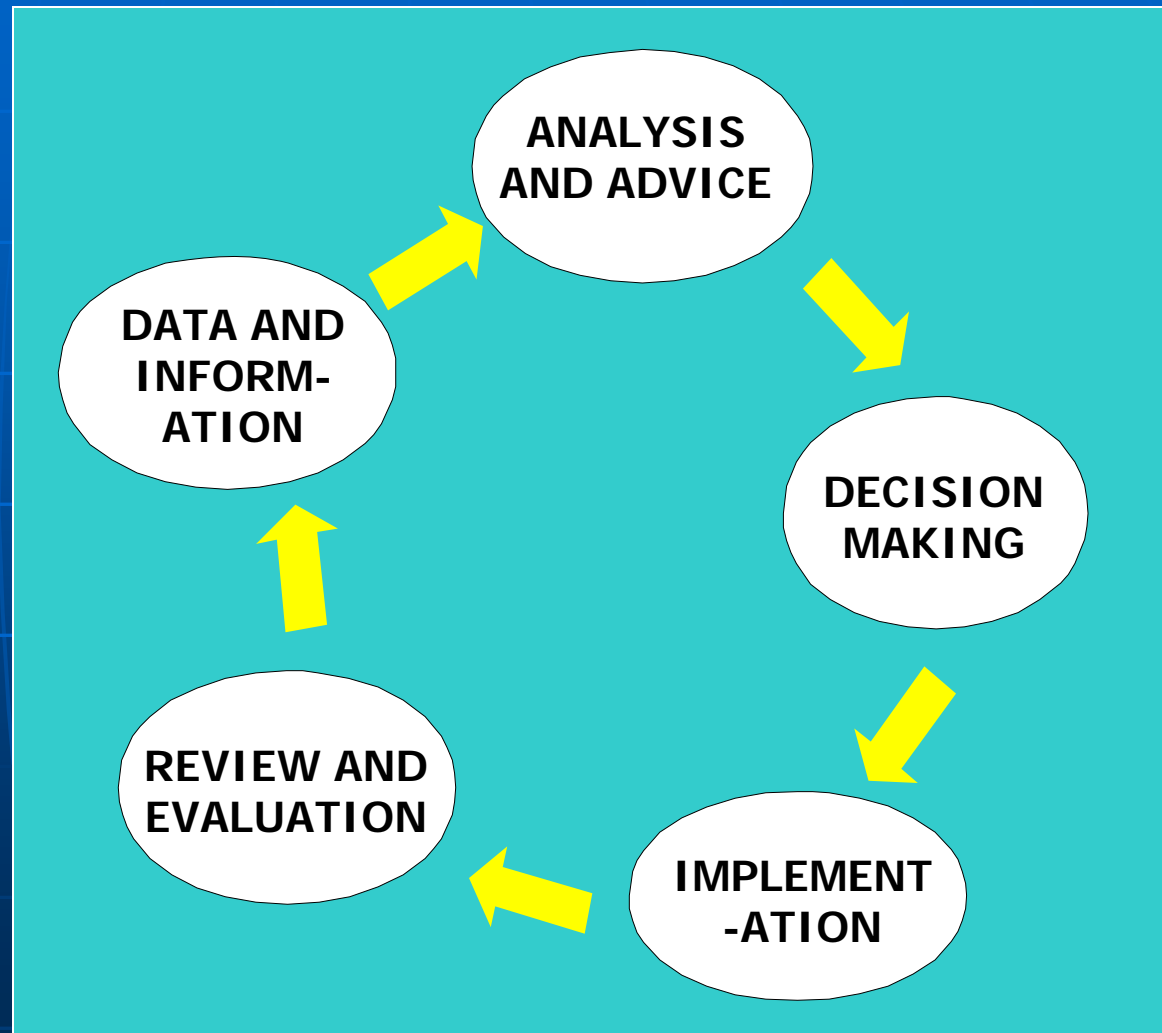 ANALYSIS
AND ADVICE
DATA AND
INFORM-
ATION
DECISION
MAKING
REVIEW AND
EVALUATION
IMPLEMENT
-ATION